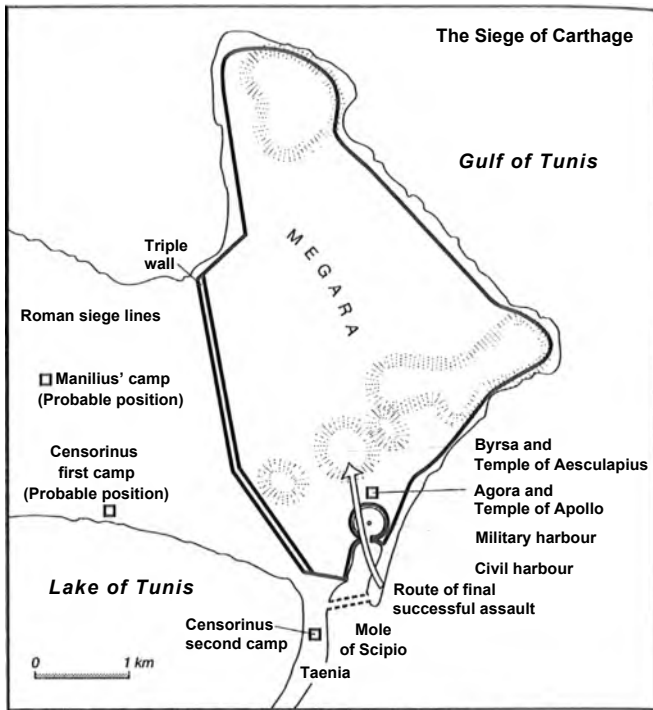 The Siege of Carthage
Gulf of Tunis
MEGARA
Triple
wall
Roman siege lines
Manilius' camp
(Probable position)
Censorinus
first camp
(Probable position)
Byrsa and
Temple of Aesculapius
Agora and
Temple of Apollo
Military harbour
Civil harbour
Lake of Tunis
Route of final
successful assault
Censorinus
second camp
Mole
of Scipio
Taenia
0 1 km